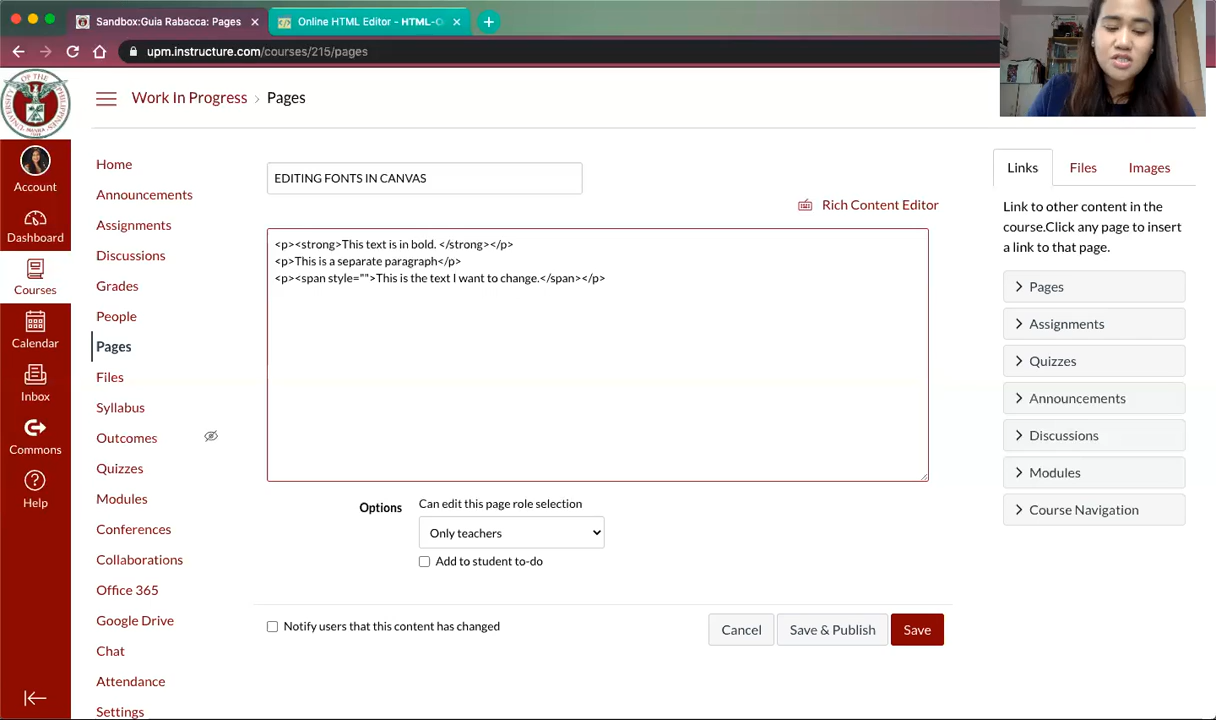 Sandbox:Guia Rabacca: Pages
Online HTML Editor - HTML-O
upm.instructure.com/courses/215/pages
Work In Progress > Pages
Account
Dashboard
Courses
Calendar
Inbox
Commons
Help
Home
Announcements
Assignments
Discussions
Grades
People
Pages
Files
Syllabus
Outcomes
Quizzes
Modules
Conferences
Collaborations
Office 365
Google Drive
Chat
Attendance
Settings
EDITING FONTS IN CANVAS
Rich Content Editor
<p><strong>This text is in bold. </strong></p>
<p>This is a separate paragraph</p>
<p><span style="">This is the text I want to change.</span></p>
Options
Can edit this page role selection
Only teachers
Add to student to-do
Notify users that this content has changed
Cancel
Save & Publish
Save
Links
Files
Images
Link to other content in the
course.Click any page to insert
a link to that page.
Pages
Assignments
Quizzes
Announcements
Discussions
Modules
Course Navigation